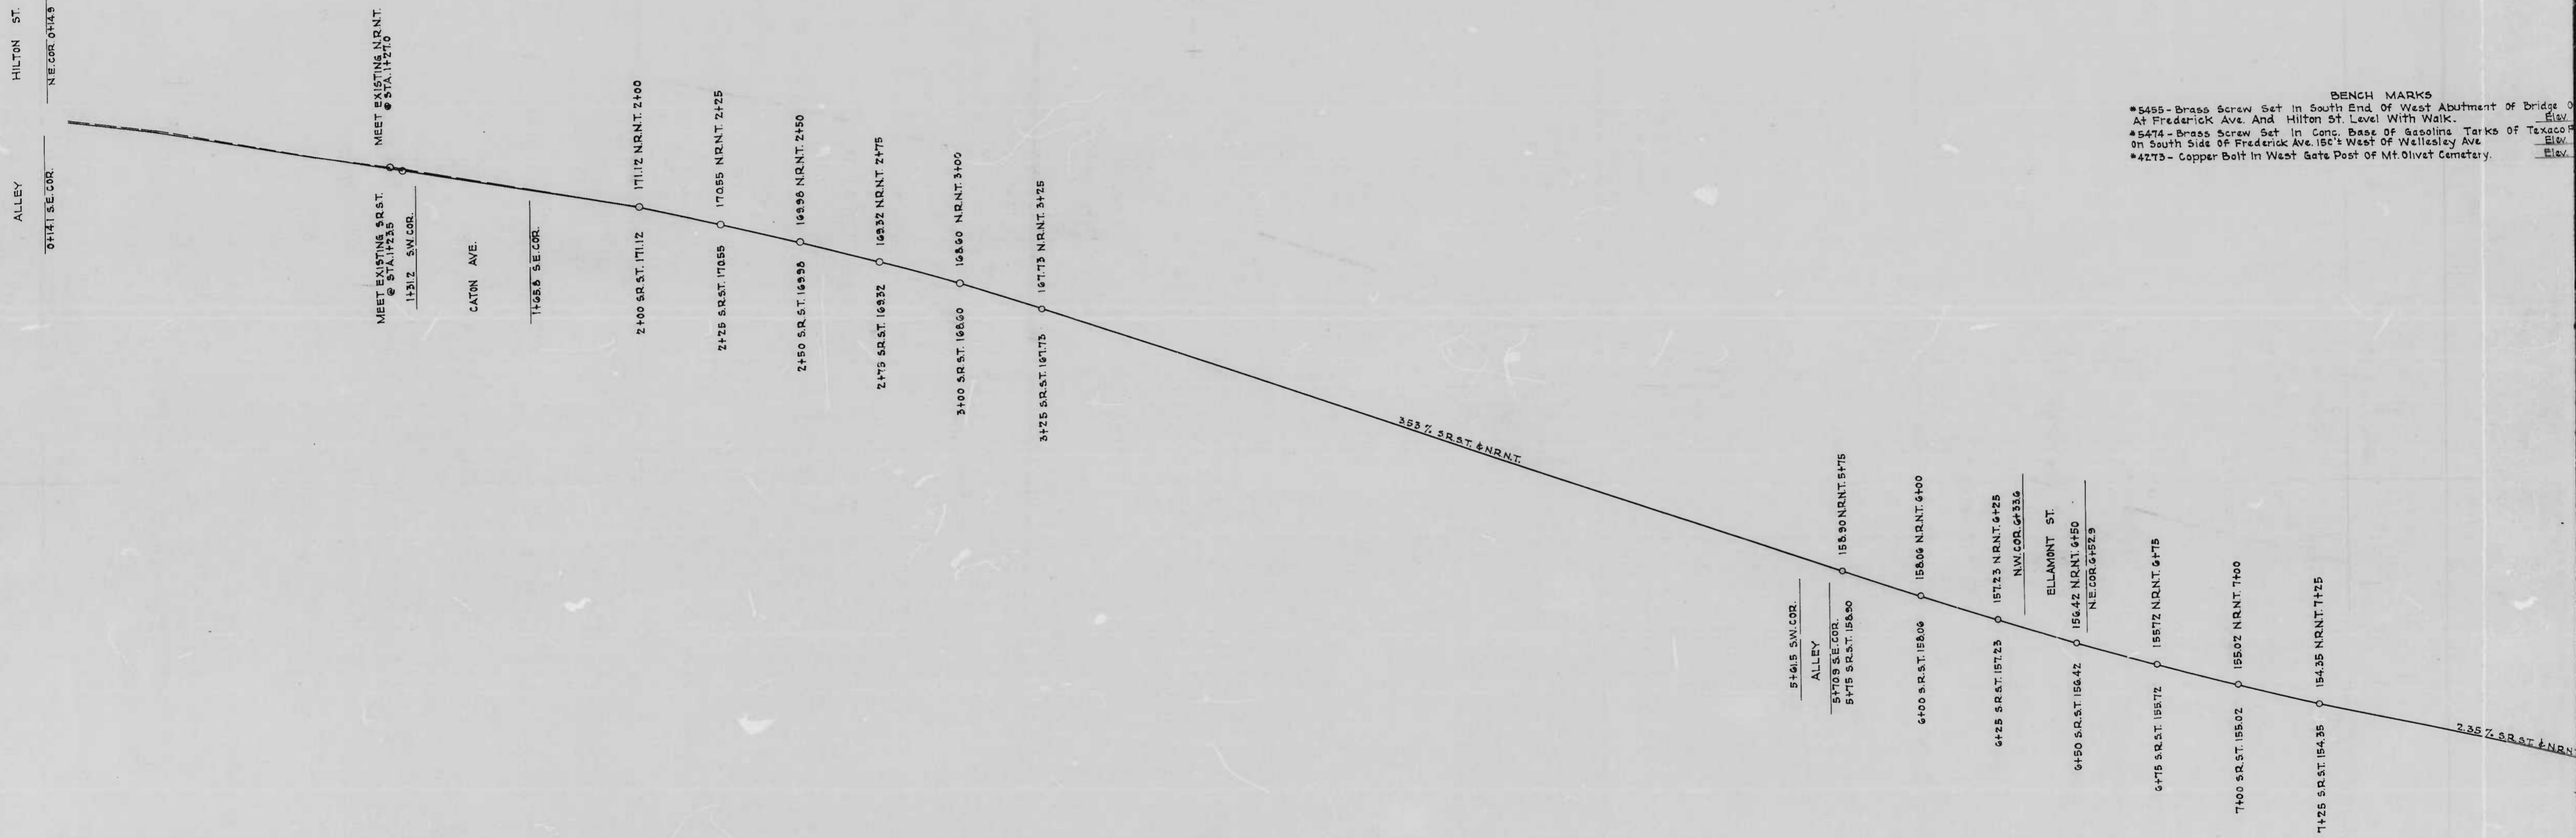 HILTON ST.
N.E.COR. 0+14.9
ALLEY
0+14.1 S.E.COR.
MEET EXISTING N.R.N.T.
@ STA.1+27.0
MEET EXISTING S.R.S.T.
@ STA.1+23.5
1+31.2 S.W.COR.
CATON AVE.
1+65.8 S.E.COR.
171.12 N.R.N.T. 2+00
2+00 S.R.S.T. 171.12
170.55 N.R.N.T. 2+25
2+25 S.R.S.T. 170.55
169.98 N.R.N.T. 2+50
2+50 S.R.S.T. 169.98
169.32 N.R.N.T. 2+75
2+75 S.R.S.T. 169.32
168.60 N.R.N.T. 3+00
3+00 S.R.S.T. 168.60
167.73 N.R.N.T. 3+25
3+25 S.R.S.T. 167.73
3.53 % S.R.S.T. & N.R.N.T.
5+61.5 S.W.COR.
ALLEY
5+70.9 S.E.COR.
5+75 S.R.S.T. 158.90
158.90 N.R.N.T. 5+75
158.06 N.R.N.T. 6+00
6+00 S.R.S.T. 158.06
157.23 N.R.N.T. 6+25
6+25 S.R.S.T. 157.23
N.W.COR. 6+33.6
ELLAMONT ST.
156.42 N.R.N.T. 6+50
N.E.COR. 6+52.9
6+50 S.R.S.T. 156.42
155.72 N.R.N.T. 6+75
6+75 S.R.S.T. 155.72
155.02 N.R.N.T. 7+00
7+00 S.R.S.T. 155.02
154.35 N.R.N.T. 7+25
7+25 S.R.S.T. 154.35
2.35 % S.R.S.T. & N.R.N.
BENCH MARKS
#5455 - Brass Screw Set In South End Of West Abutment Of Bridge
At Frederick Ave. And Hilton St. Level With Walk. Elev.
#5474 - Brass Screw Set In Conc. Base Of Gasoline Tarks Of Texaco
On South Side Of Frederick Ave. 150'± West Of Wellesley Ave Elev.
#4273 - Copper Bolt In West Gate Post Of Mt. Olivet Cemetery. Elev.